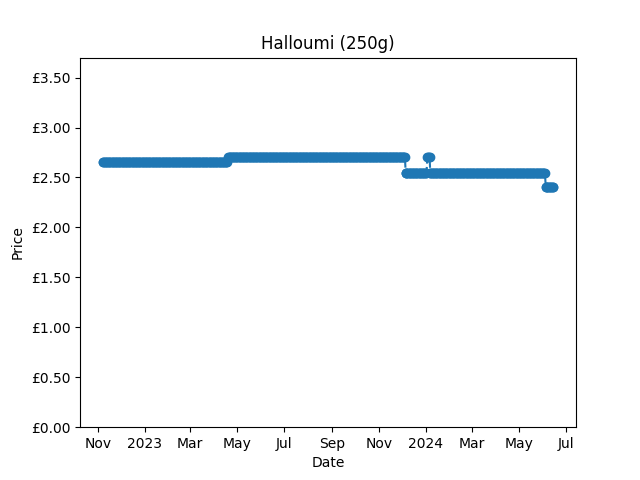 Halloumi (250g)
£3.50
£3.00
£2.50
£2.00
£1.50
£1.00
£0.50
£0.00
Price
Nov 2023 Mar May Jul Sep Nov 2024 Mar May Jul
Date